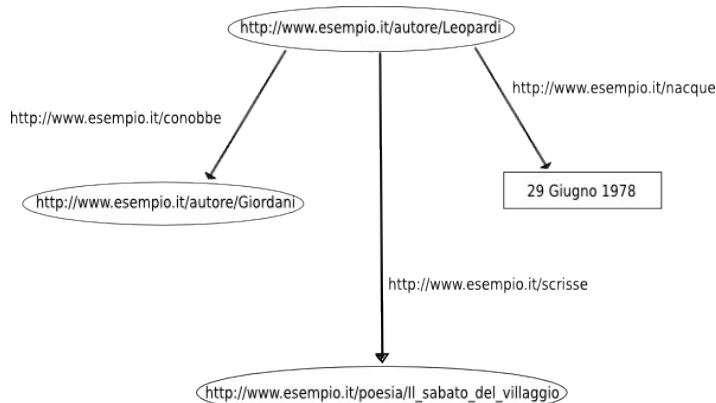 http://www.esempio.it/autore/Leopardi
http://www.esempio.it/nacque
http://www.esempio.it/conobbe
http://www.esempio.it/autore/Giordani
29 Giugno 1978
http://www.esempio.it/scrisse
http://www.esempio.it/poesia/Il_sabato_del_villaggio